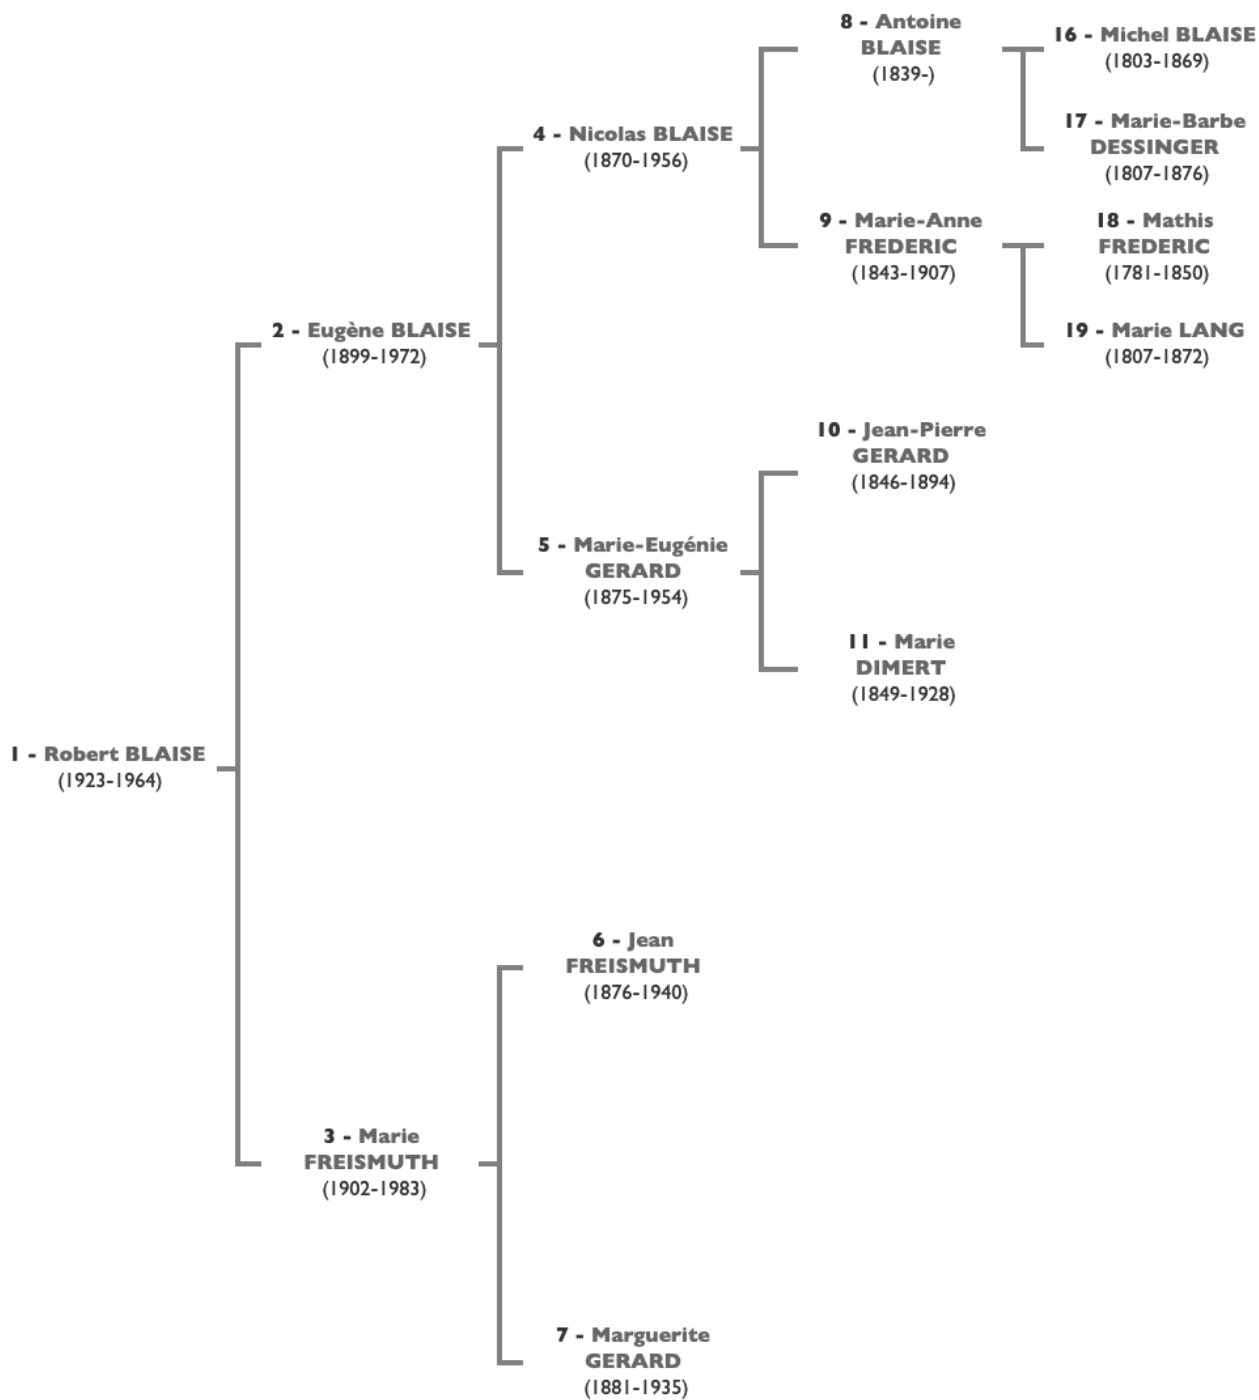 8 - Antoine
BLAISE
(1839-)
16 - Michel BLAISE
(1803-1869)
17 - Marie-Barbe
DESSINGER
(1807-1876)
4 - Nicolas BLAISE
(1870-1956)
9 - Marie-Anne
FREDERIC
(1843-1907)
18 - Mathis
FREDERIC
(1781-1850)
2 - Eugène BLAISE
(1899-1972)
19 - Marie LANG
(1807-1872)
10 - Jean-Pierre
GERARD
(1846-1894)
5 - Marie-Eugénie
GERARD
(1875-1954)
11 - Marie
DIMERT
(1849-1928)
1 - Robert BLAISE
(1923-1964)
6 - Jean
FREISMUTH
(1876-1940)
3 - Marie
FREISMUTH
(1902-1983)
7 - Marguerite
GERARD
(1881-1935)